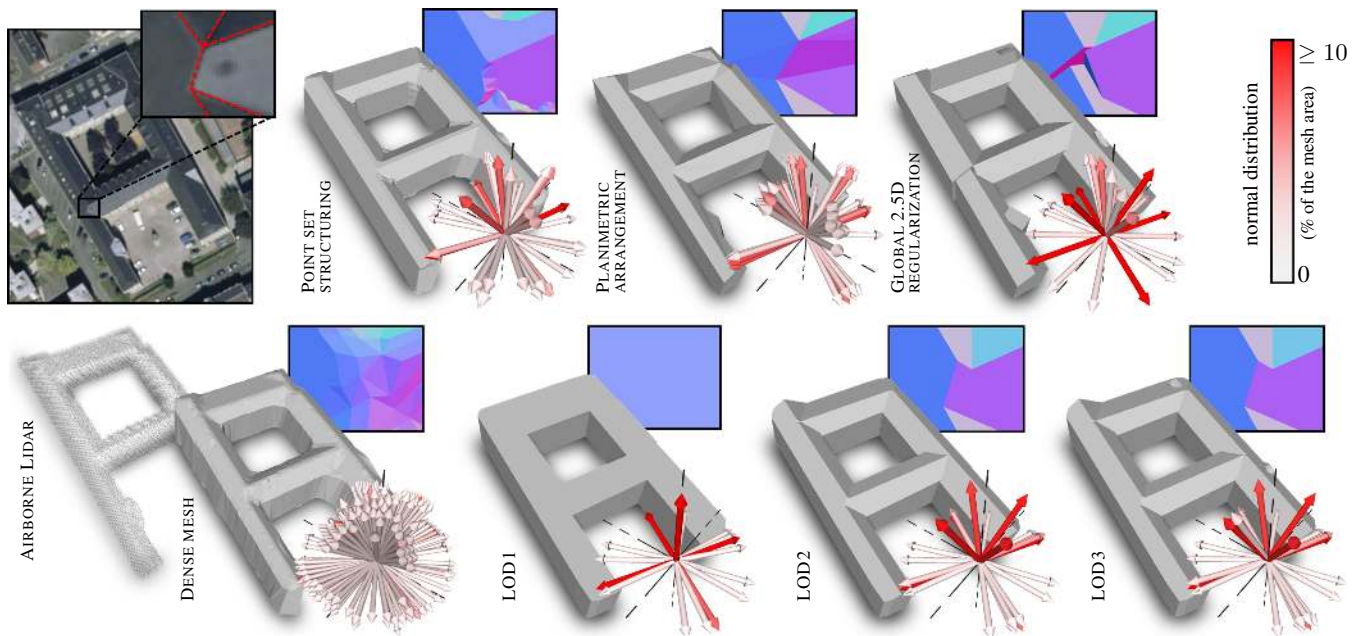 POINT SET
STRUCTURING
PLANIMETRIC
ARRANGEMENT
GLOBAL 2.5D
REGULARIZATION
normal distribution
(% of the mesh area)
≥ 10
0
AIRBORNE LIDAR
DENSE MESH
LOD1
LOD2
LOD3